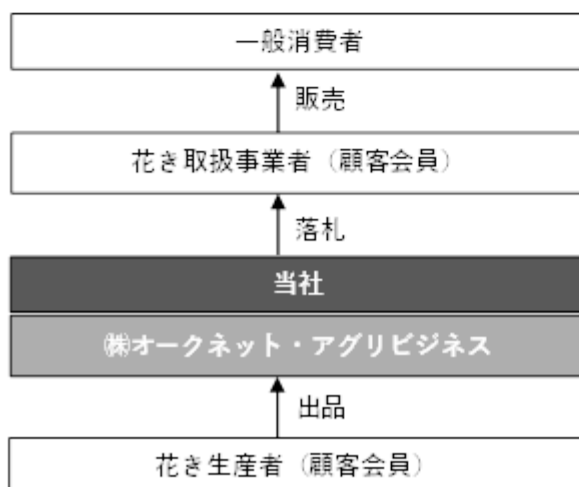 一般消費者
販売
花き取扱事業者（顧客会員）
落札
当社
㈱オークネット・アグリビジネス
出品
花き生産者（顧客会員）